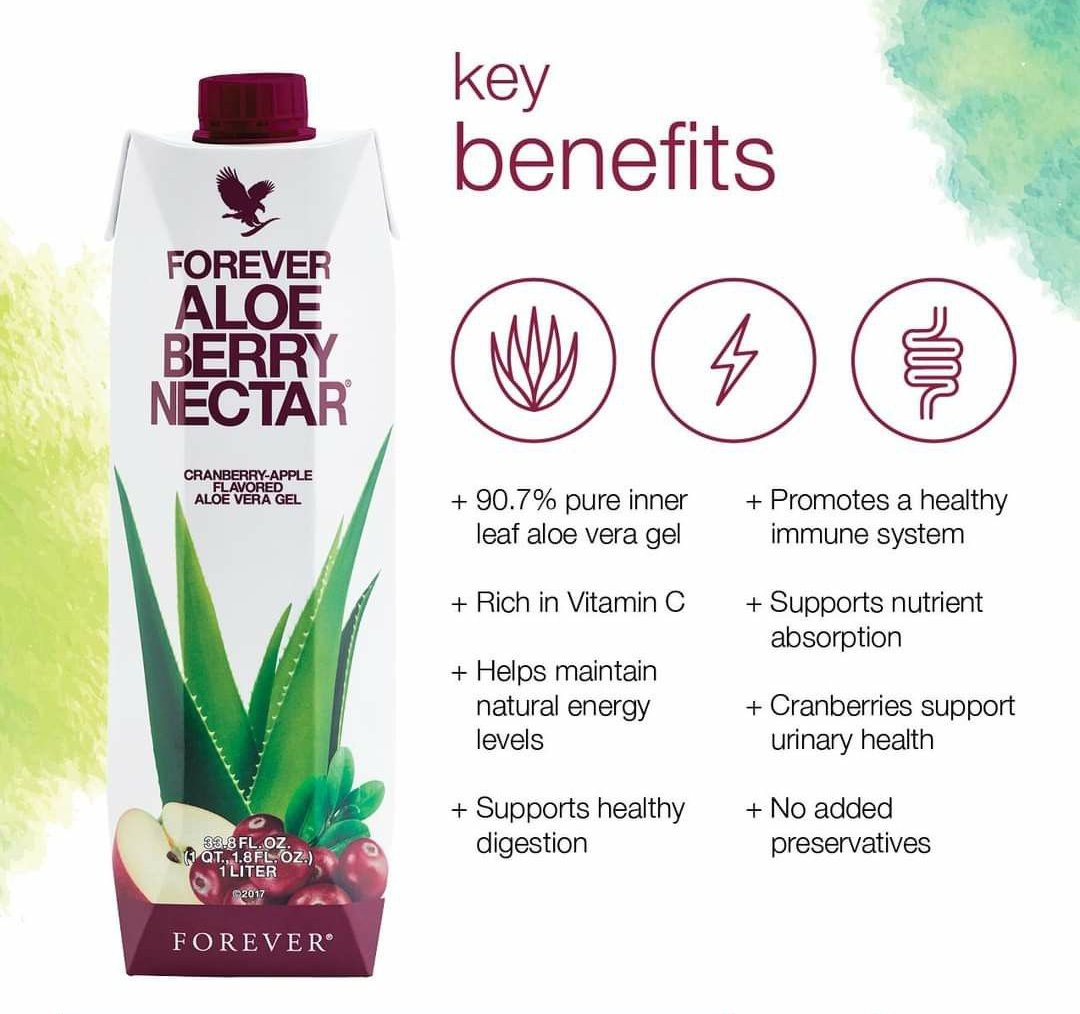 key
benefits
FOREVER
ALOE
BERRY
NECTAR®
CRANBERRY-APPLE
FLAVORED
ALOE VERA GEL
33.8 FL. OZ.
(1 QT., 1.8 FL. OZ.)
1 LITER
©2017
FOREVER®
+ 90.7% pure inner
leaf aloe vera gel
+ Rich in Vitamin C
+ Helps maintain
natural energy
levels
+ Supports healthy
digestion
+ Promotes a healthy
immune system
+ Supports nutrient
absorption
+ Cranberries support
urinary health
+ No added
preservatives